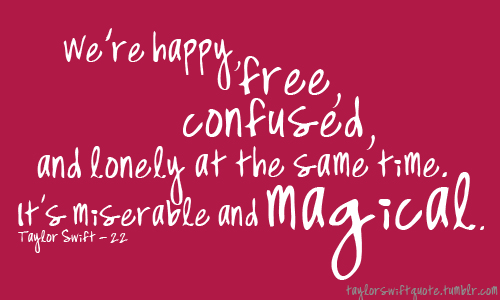 We're happy,
free,
confused,
and lonely at the same time.
It's miserable and magical.
Taylor Swift - 22
taylorswiftquote.tumblr.com